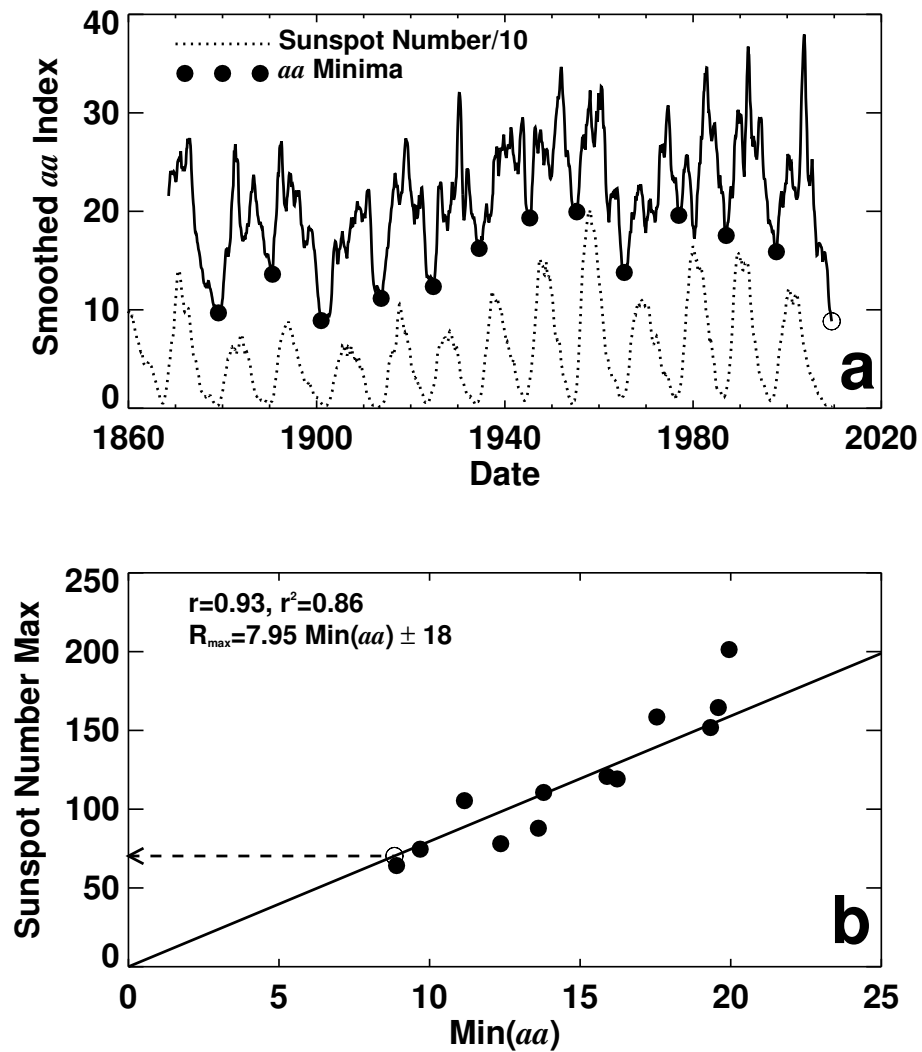 40
30
20
10
0
Smoothed aa Index
Sunspot Number/10
aa Minima
a
1860 1900 1940 1980 2020
Date
250
200
150
100
50
0
Sunspot Number Max
r=0.93, r²=0.86
Rmax=7.95 Min(aa) ± 18
b
0 5 10 15 20 25
Min(aa)